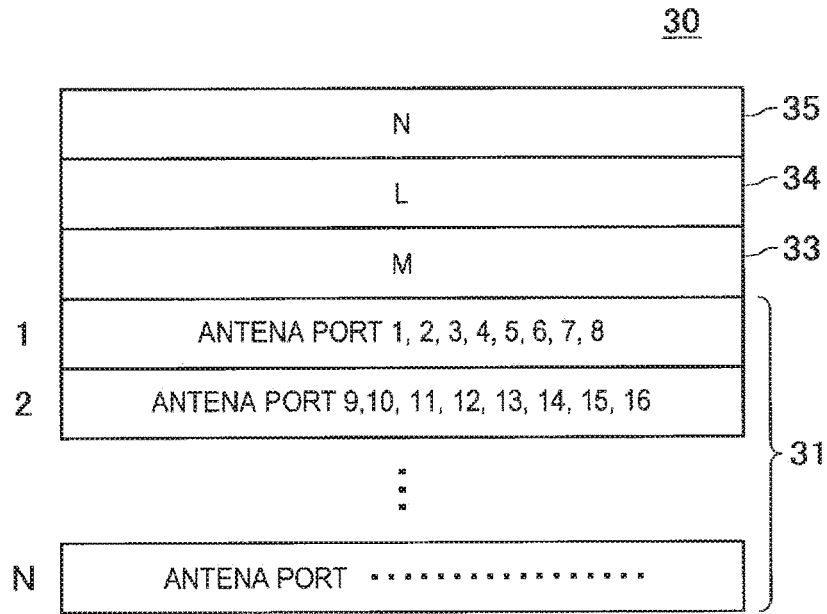 30
N 35
L 34
M 33
1 ANTENA PORT 1, 2, 3, 4, 5, 6, 7, 8
2 ANTENA PORT 9,10, 11, 12, 13, 14, 15, 16
31
N ANTENA PORT ..................